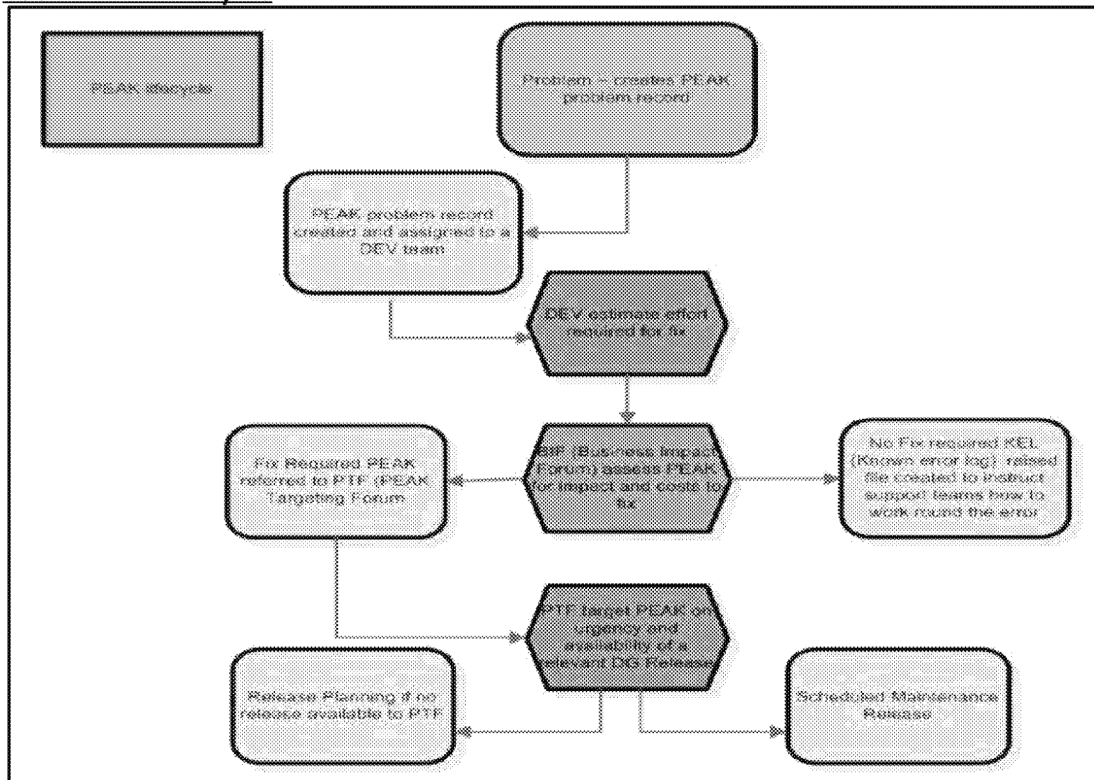 PEAK lifecycle
Problem – creates PEAK
problem record
PEAK problem record
created and assigned to a
DEV team
DEV estimate effort
required for fix
BIF (Business Impact
Forum) assess PEAK
for impact and costs to
fix
Fix Required PEAK
referred to PTF (PEAK
Targeting Forum
No Fix required KEL
(Known error log) raised
file created to instruct
support teams how to
work round the error
PTF target PEAK on
urgency and
availability of a
relevant DG Release
Release Planning if no
release available to PTF
Scheduled Maintenance
Release